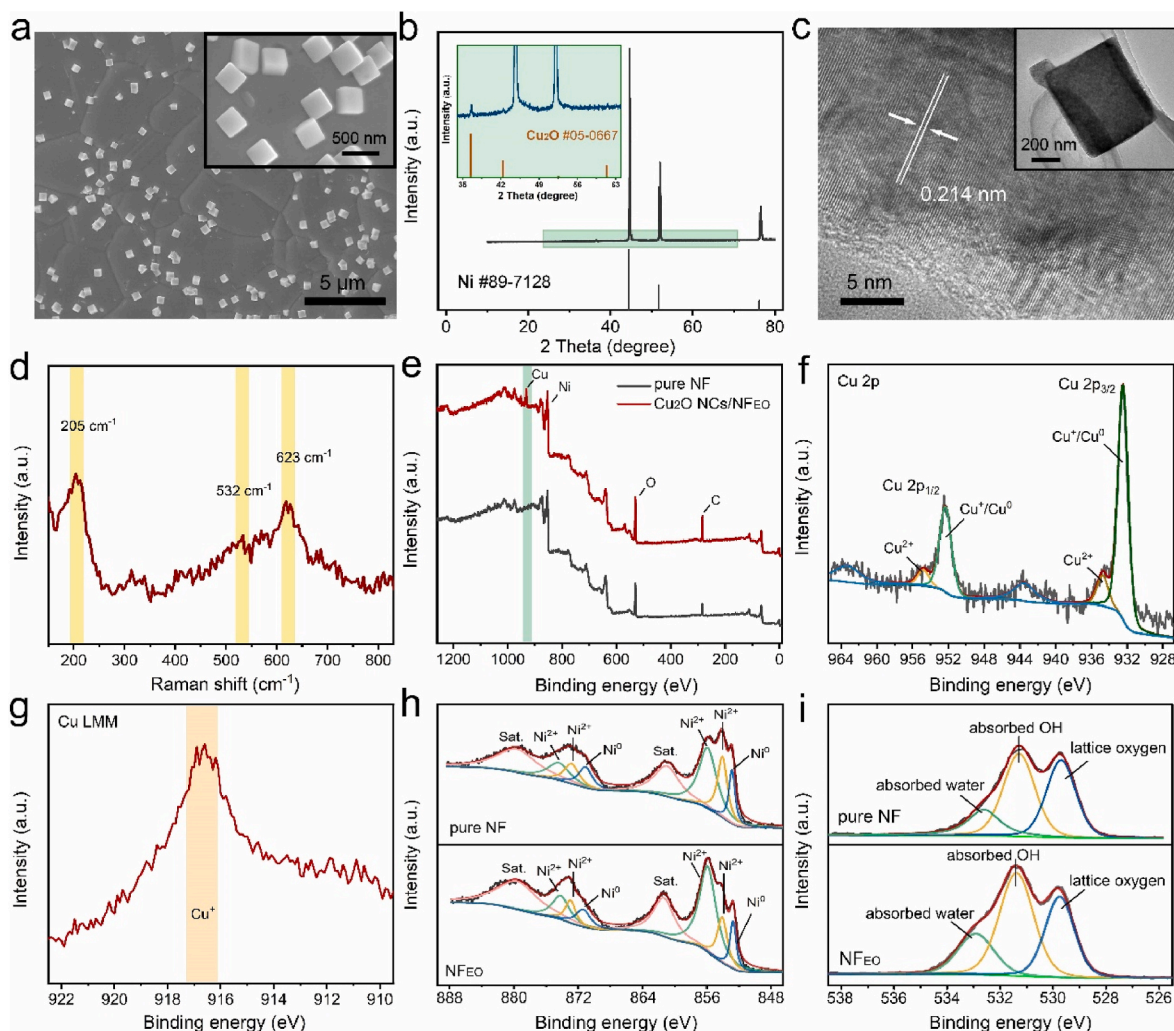 a
500 nm
5 µm
b
Intensity (a.u.)
Intensity (a.u.)
Cu₂O #05-0667
35 42 49 56 63
2 Theta (degree)
Ni #89-7128
0 20 40 60 80
2 Theta (degree)
c
200 nm
0.214 nm
5 nm
d
Intensity (a.u.)
205 cm⁻¹
532 cm⁻¹
623 cm⁻¹
200 300 400 500 600 700 800
Raman shift (cm⁻¹)
e
Intensity (a.u.)
Cu
Ni
pure NF
Cu₂O NCs/NFEO
O
C
1200 1000 800 600 400 200 0
Binding energy (eV)
f
Intensity (a.u.)
Cu 2p
Cu 2p3/2
Cu⁺/Cu⁰
Cu 2p1/2
Cu⁺/Cu⁰
Cu²⁺
Cu²⁺
964 960 956 952 948 944 940 936 932 928
Binding energy (eV)
g
Intensity (a.u.)
Cu LMM
Cu⁺
922 920 918 916 914 912 910
Binding energy (eV)
h
Intensity (a.u.)
Sat. Ni²⁺ Ni²⁺ Ni⁰ Sat. Ni²⁺ Ni²⁺ Ni⁰
pure NF
Sat. Ni²⁺ Ni²⁺ Ni⁰ Sat. Ni²⁺ Ni²⁺ Ni⁰
NFEO
888 880 872 864 856 848
Binding energy (eV)
i
Intensity (a.u.)
absorbed OH
lattice oxygen
absorbed water
pure NF
absorbed OH
lattice oxygen
absorbed water
NFEO
538 536 534 532 530 528 526
Binding energy (eV)